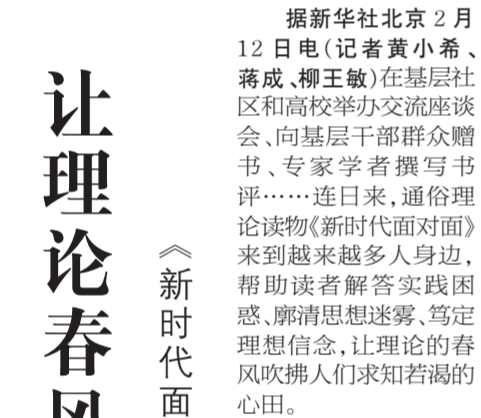 让理论春风
《新时代面
据新华社北京2月
12日电(记者黄小希、
蒋成、柳王敏)在基层社
区和高校举办交流座谈
会、向基层干部群众赠
书、专家学者撰写书
评……连日来,通俗理
论读物《新时代面对面》
来到越来越多人身边,
帮助读者解答实践困
惑、廓清思想迷雾、笃定
理想信念,让理论的春
风吹拂人们求知若渴的
心田。